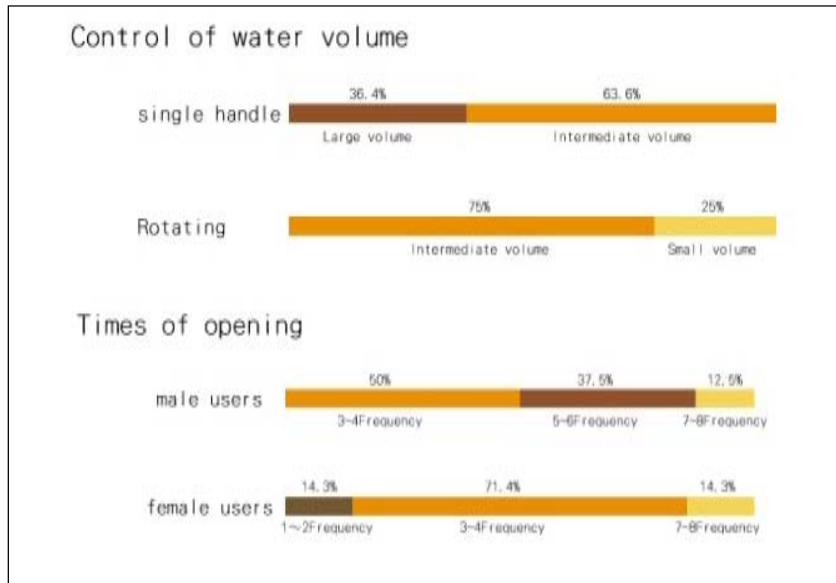 Control of water volume
36.4% 63.6%
single handle
Large volume Intermediate volume
75% 25%
Rotating
Intermediate volume Small volume
Times of opening
50% 37.5% 12.5%
male users
3~4Frequency 5~6Frequency 7~8Frequency
14.3% 71.4% 14.3%
female users
1～2Frequency 3~4Frequency 7~8Frequency